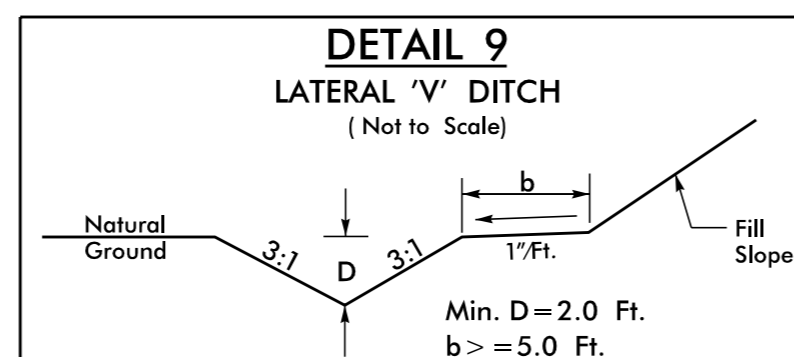 DETAIL 9
LATERAL 'V' DITCH
( Not to Scale)
b
Natural
Ground
3:1
D
3:1
1"/Ft.
Fill
Slope
Min. D=2.0 Ft.
b>=5.0 Ft.